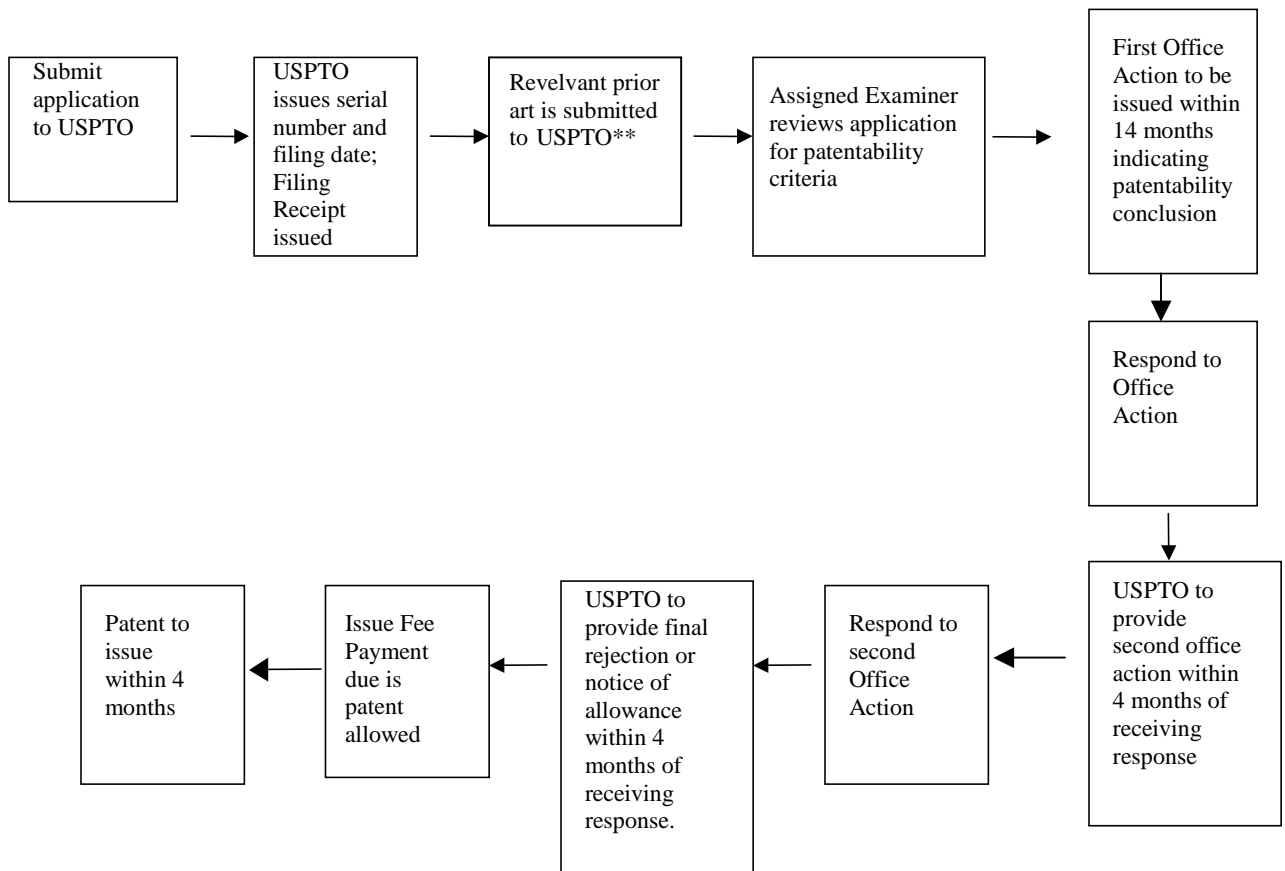 Submit
application
to USPTO
USPTO
issues serial
number and
filing date;
Filing
Receipt
issued
Revelvant prior
art is submitted
to USPTO**
Assigned Examiner
reviews application
for patentability
criteria
First Office
Action to be
issued within
14 months
indicating
patentability
conclusion
Respond to
Office
Action
USPTO to
provide
second office
action within
4 months of
receiving
response
Respond to
second
Office
Action
USPTO to
provide final
rejection or
notice of
allowance
within 4
months of
receiving
response.
Issue Fee
Payment
due is
patent
allowed
Patent to
issue
within 4
months